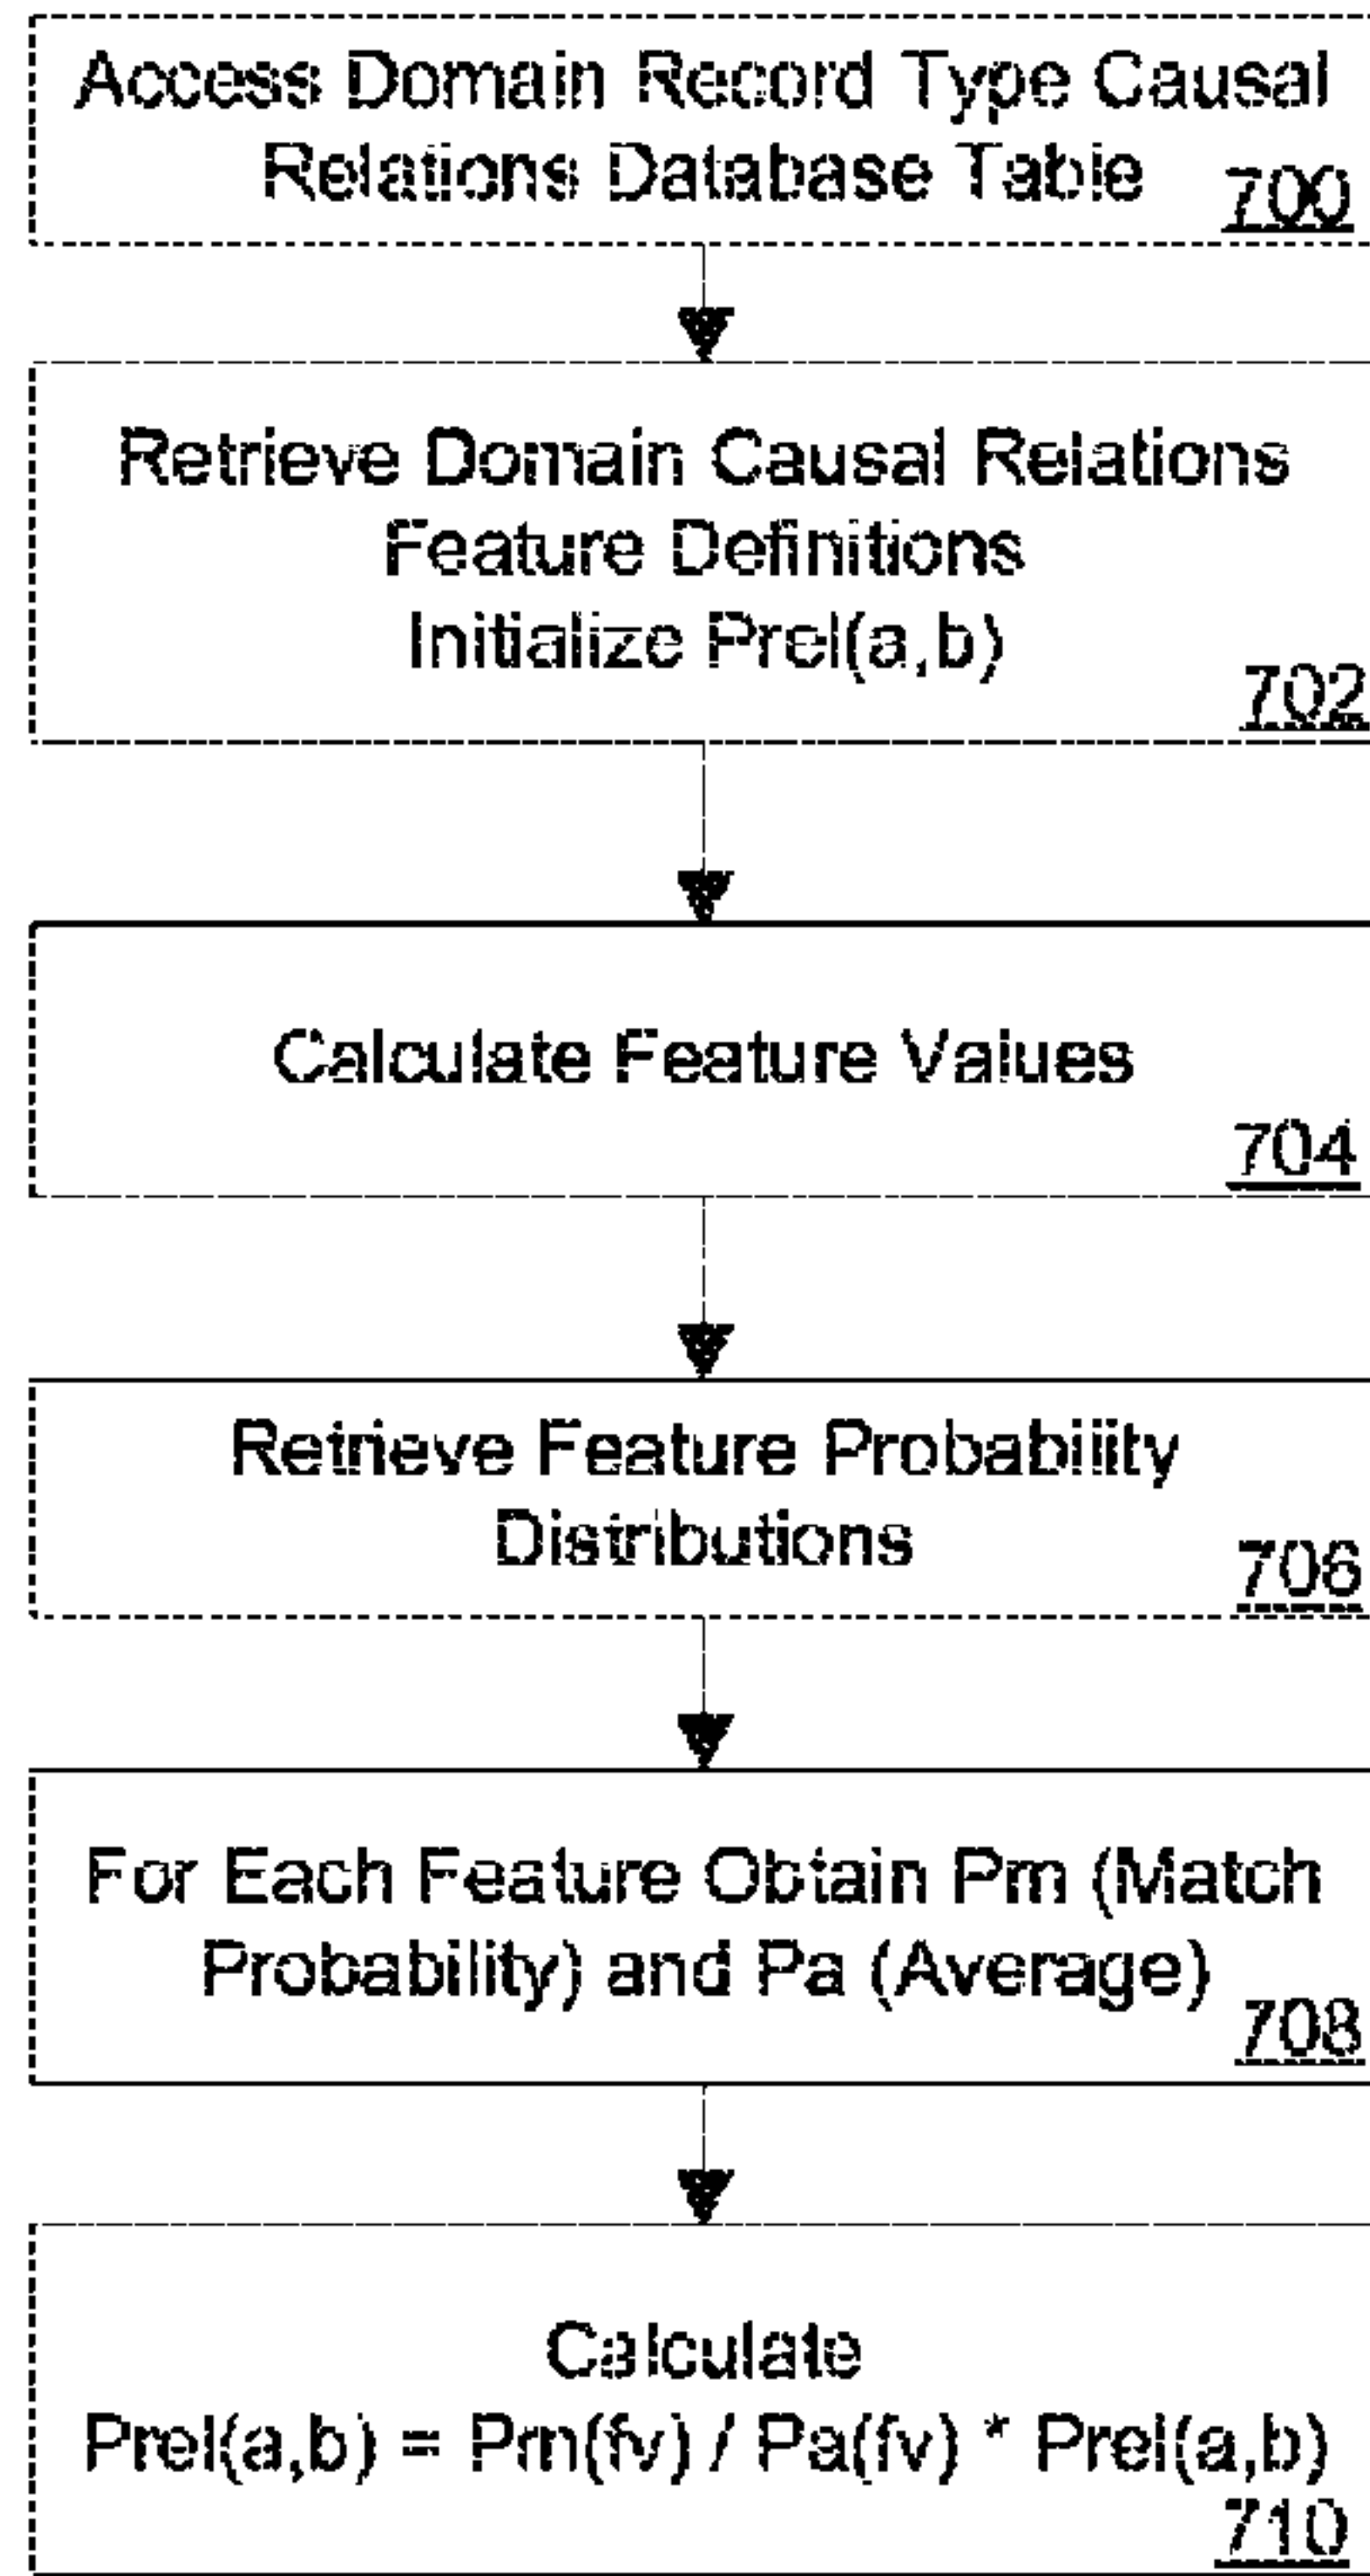 Access Domain Record Type Causal
Relations Database Table
700
Retrieve Domain Causal Relations
Feature Definitions
Initialize Prel(a,b)
702
Calculate Feature Values
704
Retrieve Feature Probability
Distributions
706
For Each Feature Obtain Pm (Match
Probability) and Pa (Average)
708
Calculate
Prel(a,b) = Pm(fv) / Pa(fv) * Prel(a,b)
710